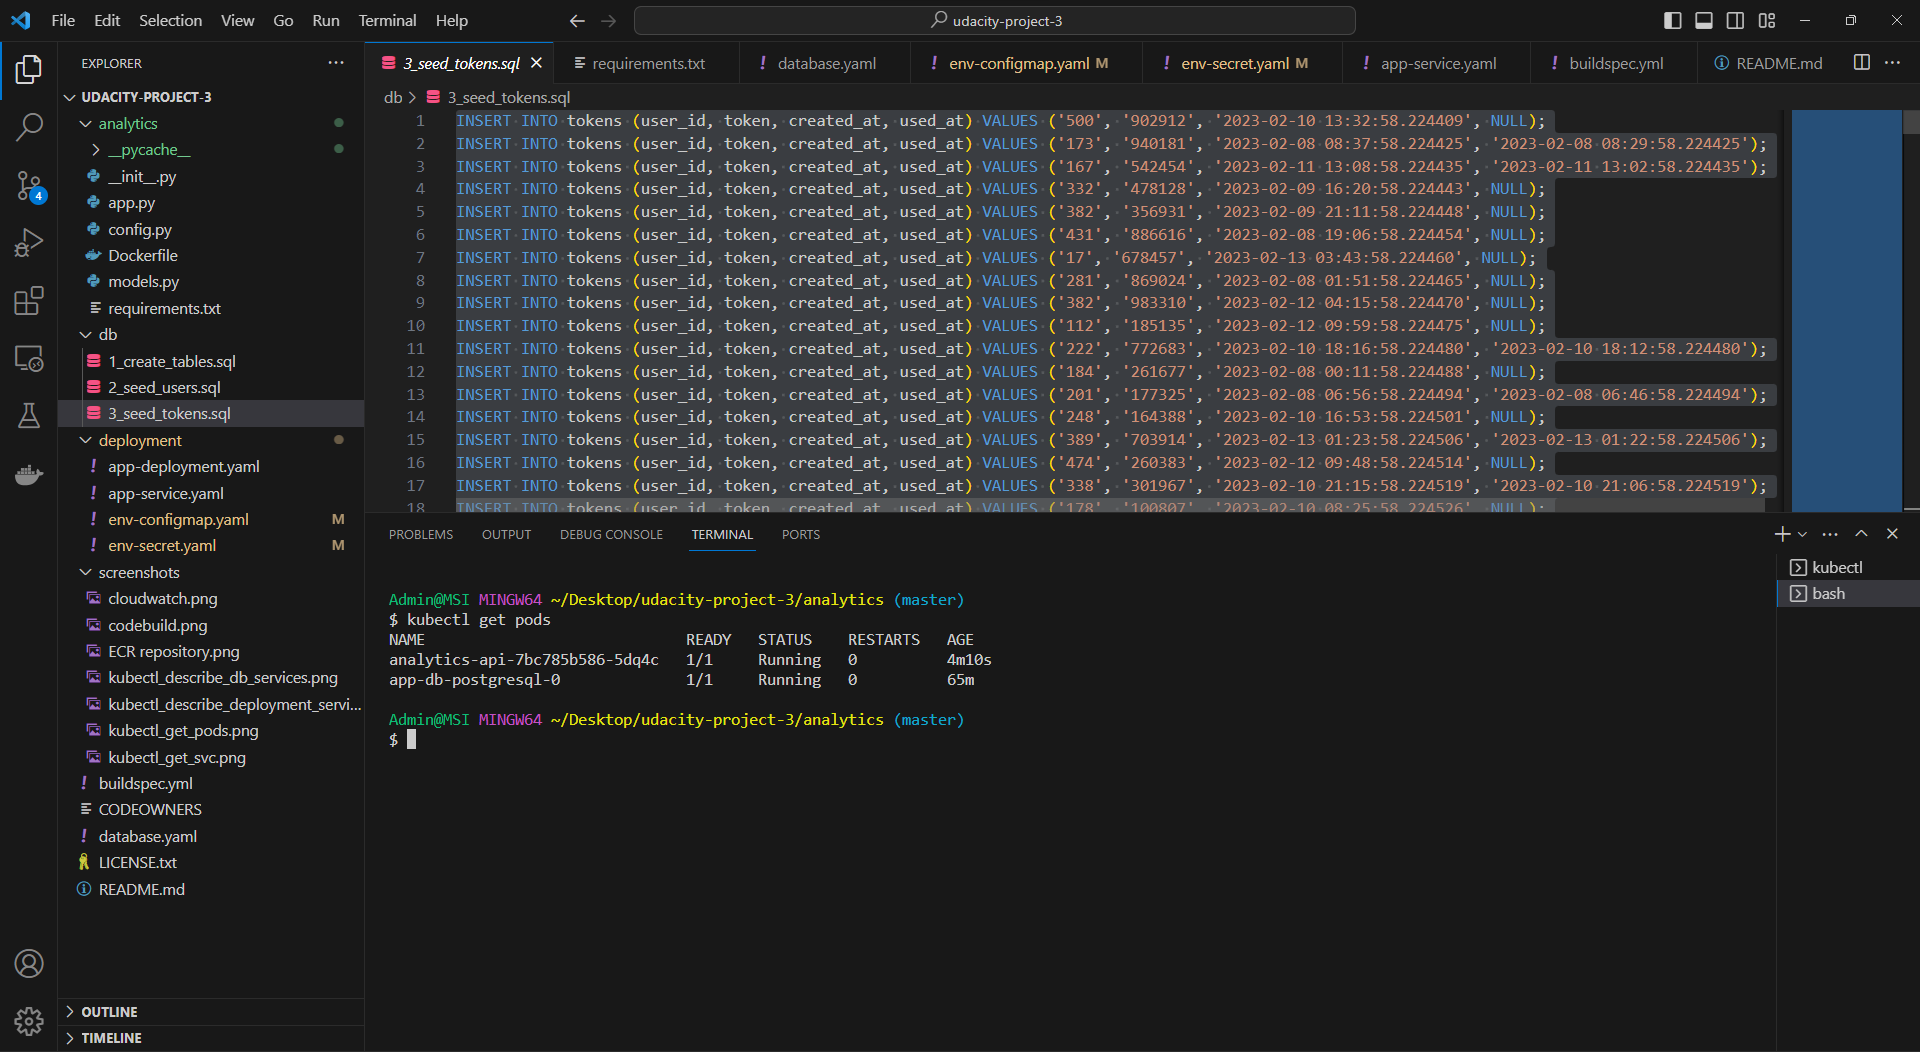 File Edit Selection View Go Run Terminal Help
udacity-project-3
EXPLORER
UDACITY-PROJECT-3
analytics
__pycache__
__init__.py
app.py
config.py
Dockerfile
models.py
requirements.txt
db
1_create_tables.sql
2_seed_users.sql
3_seed_tokens.sql
deployment
app-deployment.yaml
app-service.yaml
env-configmap.yaml M
env-secret.yaml M
screenshots
cloudwatch.png
codebuild.png
ECR repository.png
kubectl_describe_db_services.png
kubectl_describe_deployment_servi...
kubectl_get_pods.png
kubectl_get_svc.png
buildspec.yml
CODEOWNERS
database.yaml
LICENSE.txt
README.md
OUTLINE
TIMELINE
4
3_seed_tokens.sql requirements.txt database.yaml env-configmap.yaml M env-secret.yaml M app-service.yaml buildspec.yml README.md
db > 3_seed_tokens.sql
1 INSERT INTO tokens (user_id, token, created_at, used_at) VALUES ('500', '902912', '2023-02-10 13:32:58.224409', NULL);
2 INSERT INTO tokens (user_id, token, created_at, used_at) VALUES ('173', '940181', '2023-02-08 08:37:58.224425', '2023-02-08 08:29:58.224425');
3 INSERT INTO tokens (user_id, token, created_at, used_at) VALUES ('167', '542454', '2023-02-11 13:08:58.224435', '2023-02-11 13:02:58.224435');
4 INSERT INTO tokens (user_id, token, created_at, used_at) VALUES ('332', '478128', '2023-02-09 16:20:58.224443', NULL);
5 INSERT INTO tokens (user_id, token, created_at, used_at) VALUES ('382', '356931', '2023-02-09 21:11:58.224448', NULL);
6 INSERT INTO tokens (user_id, token, created_at, used_at) VALUES ('431', '886616', '2023-02-08 19:06:58.224454', NULL);
7 INSERT INTO tokens (user_id, token, created_at, used_at) VALUES ('17', '678457', '2023-02-13 03:43:58.224460', NULL);
8 INSERT INTO tokens (user_id, token, created_at, used_at) VALUES ('281', '869024', '2023-02-08 01:51:58.224465', NULL);
9 INSERT INTO tokens (user_id, token, created_at, used_at) VALUES ('382', '983310', '2023-02-12 04:15:58.224470', NULL);
10 INSERT INTO tokens (user_id, token, created_at, used_at) VALUES ('112', '185135', '2023-02-12 09:59:58.224475', NULL);
11 INSERT INTO tokens (user_id, token, created_at, used_at) VALUES ('222', '772683', '2023-02-10 18:16:58.224480', '2023-02-10 18:12:58.224480');
12 INSERT INTO tokens (user_id, token, created_at, used_at) VALUES ('184', '261677', '2023-02-08 00:11:58.224488', NULL);
13 INSERT INTO tokens (user_id, token, created_at, used_at) VALUES ('201', '177325', '2023-02-08 06:56:58.224494', '2023-02-08 06:46:58.224494');
14 INSERT INTO tokens (user_id, token, created_at, used_at) VALUES ('248', '164388', '2023-02-10 16:53:58.224501', NULL);
15 INSERT INTO tokens (user_id, token, created_at, used_at) VALUES ('389', '703914', '2023-02-13 01:23:58.224506', '2023-02-13 01:22:58.224506');
16 INSERT INTO tokens (user_id, token, created_at, used_at) VALUES ('474', '260383', '2023-02-12 09:48:58.224514', NULL);
17 INSERT INTO tokens (user_id, token, created_at, used_at) VALUES ('338', '301967', '2023-02-10 21:15:58.224519', '2023-02-10 21:06:58.224519');
18 INSERT INTO tokens (user_id, token, created_at, used_at) VALUES ('178', '100807', '2023-02-10 08:25:58.224526', NULL);
PROBLEMS OUTPUT DEBUG CONSOLE TERMINAL PORTS
Admin@MSI MINGW64 ~/Desktop/udacity-project-3/analytics (master)
$ kubectl get pods
NAME READY STATUS RESTARTS AGE
analytics-api-7bc785b586-5dq4c 1/1 Running 0 4m10s
app-db-postgresql-0 1/1 Running 0 65m
Admin@MSI MINGW64 ~/Desktop/udacity-project-3/analytics (master)
$
kubectl
bash